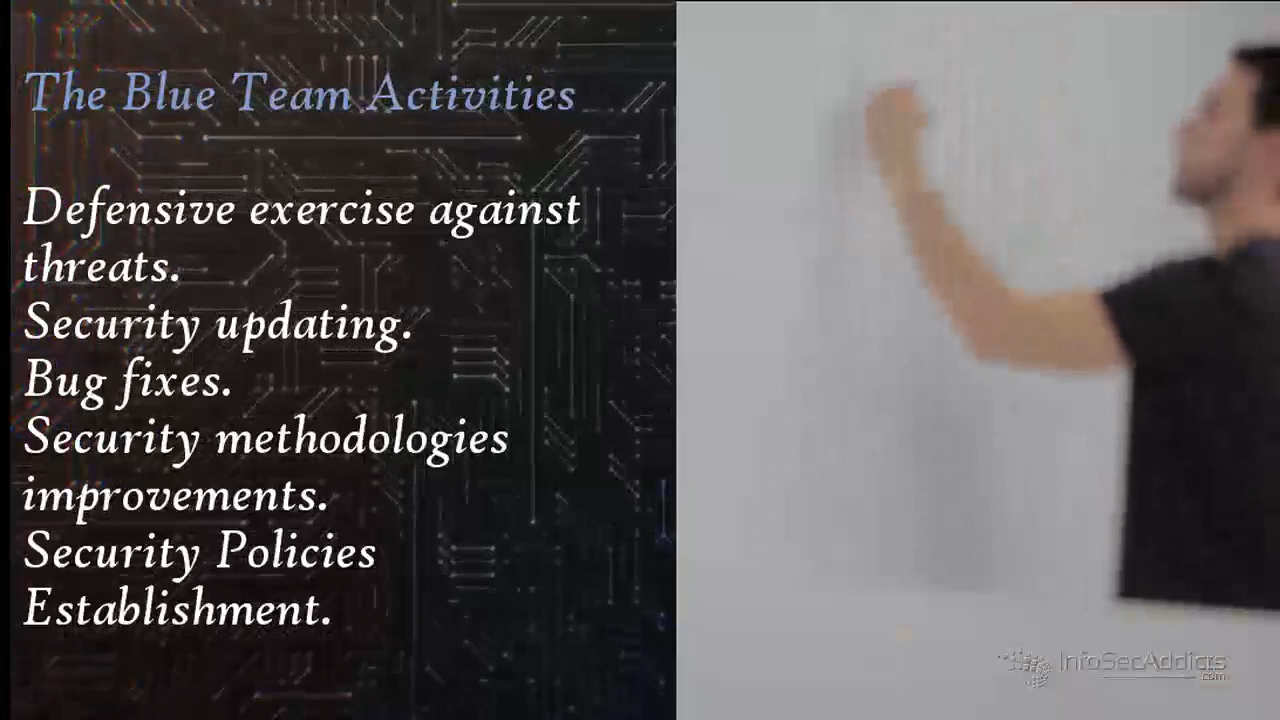 The Blue Team Activities
Defensive exercise against
threats.
Security updating.
Bug fixes.
Security methodologies
improvements.
Security Policies
Establishment.
InfoSecAddicts
.com